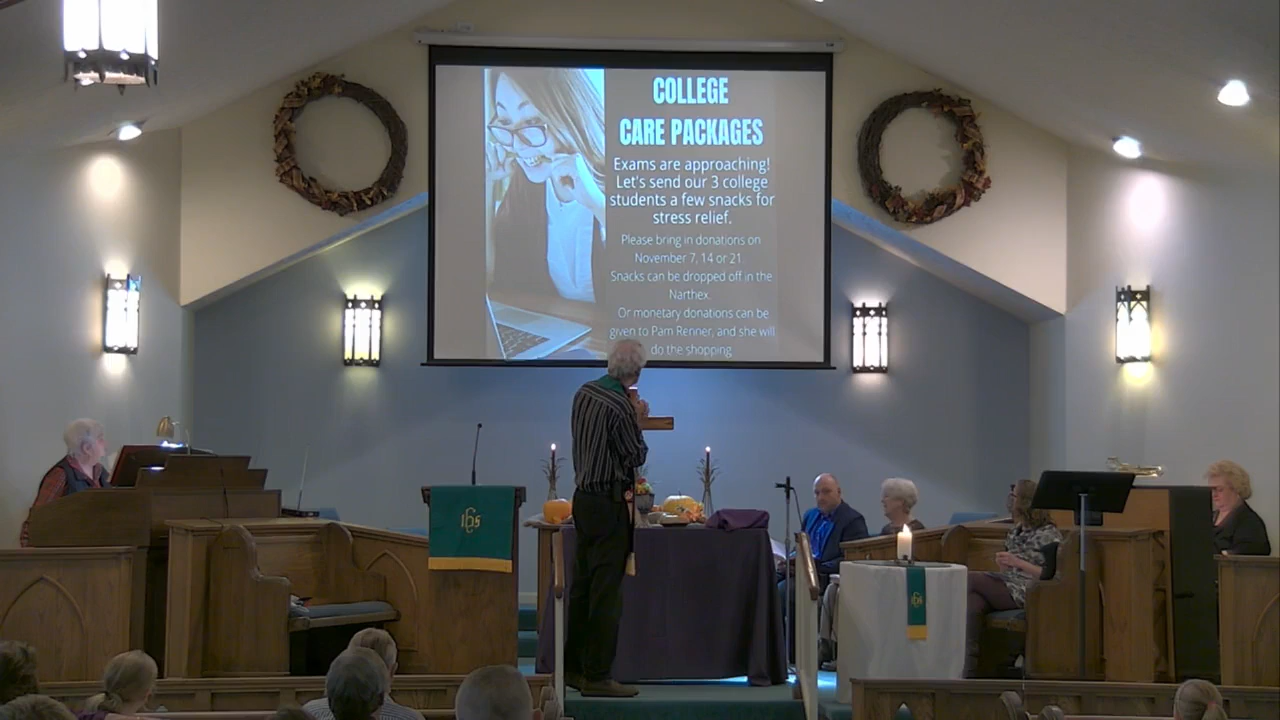 COLLEGE
CARE PACKAGES
Exams are approaching!
Let's send our 3 college
students a few snacks for
stress relief.
Please bring in donations on
November 7, 14 or 21.
Snacks can be dropped off in the
Narthex.
Or monetary donations can be
given to Pam Renner, and she will
do the shopping.
IHS
IHS